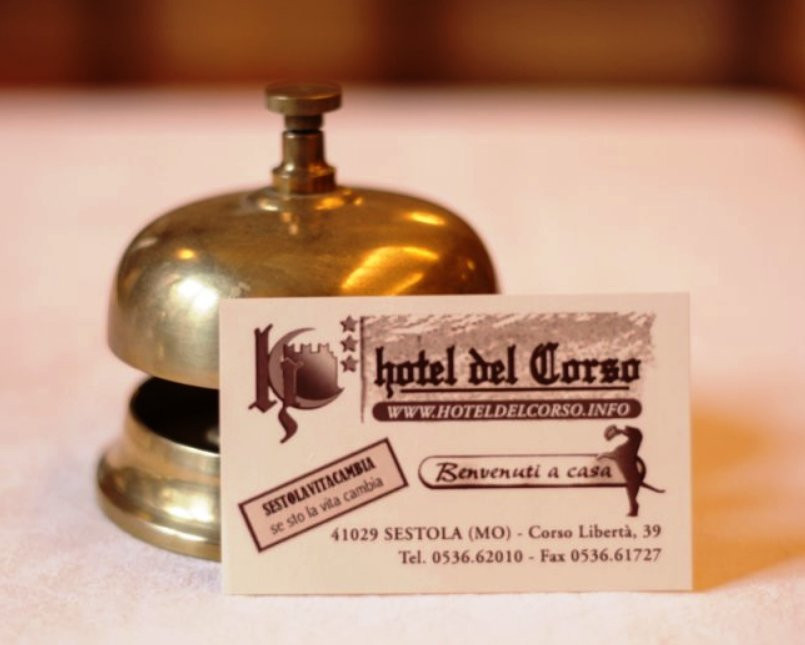 hotel del Corso
WWW.HOTELDELCORSO.INFO
Benvenuti a casa
SESTOLAVITACAMBIA
se sto la vita cambia
41029 SESTOLA (MO) - Corso Libertà, 39
Tel. 0536.62010 - Fax 0536.61727